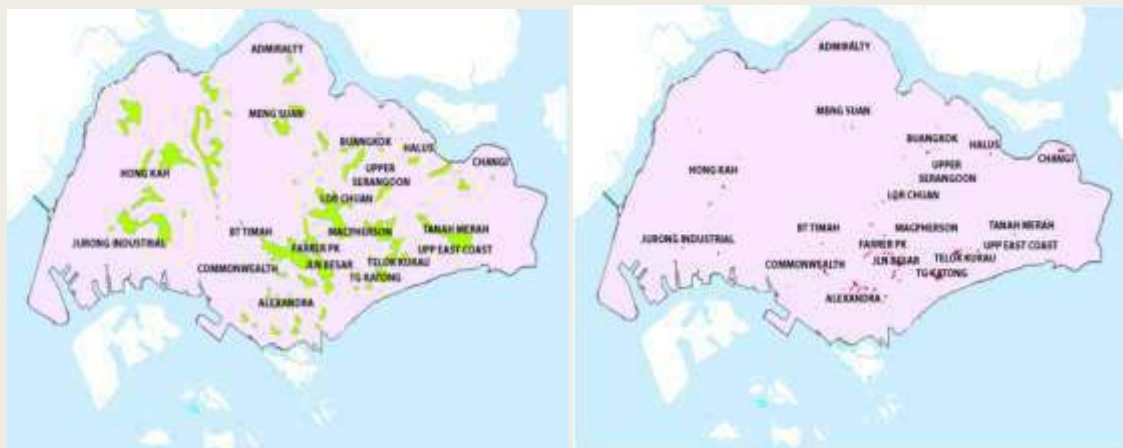 ADMIRALTY
MENG SUAN
BUANGKOK
HALUS
CHANGI
UPPER
SERANGOON
HONG KAH
LOR CHUAN
BT TIMAH
MACPHERSON
TANAH MERAH
JURONG INDUSTRIAL
FARRER PK
UPP EAST COAST
COMMONWEALTH
JLN BESAR
TELOK KURAU
TG KATONG
ALEXANDRA
ADMIRALTY
MENG SUAN
BUANGKOK
HALUS
CHANGI
UPPER
SERANGOON
HONG KAH
LOR CHUAN
BT TIMAH
MACPHERSON
TANAH MERAH
JURONG INDUSTRIAL
FARRER PK
UPP EAST COAST
COMMONWEALTH
JLN BESAR
TELOK KURAU
TG KATONG
ALEXANDRA